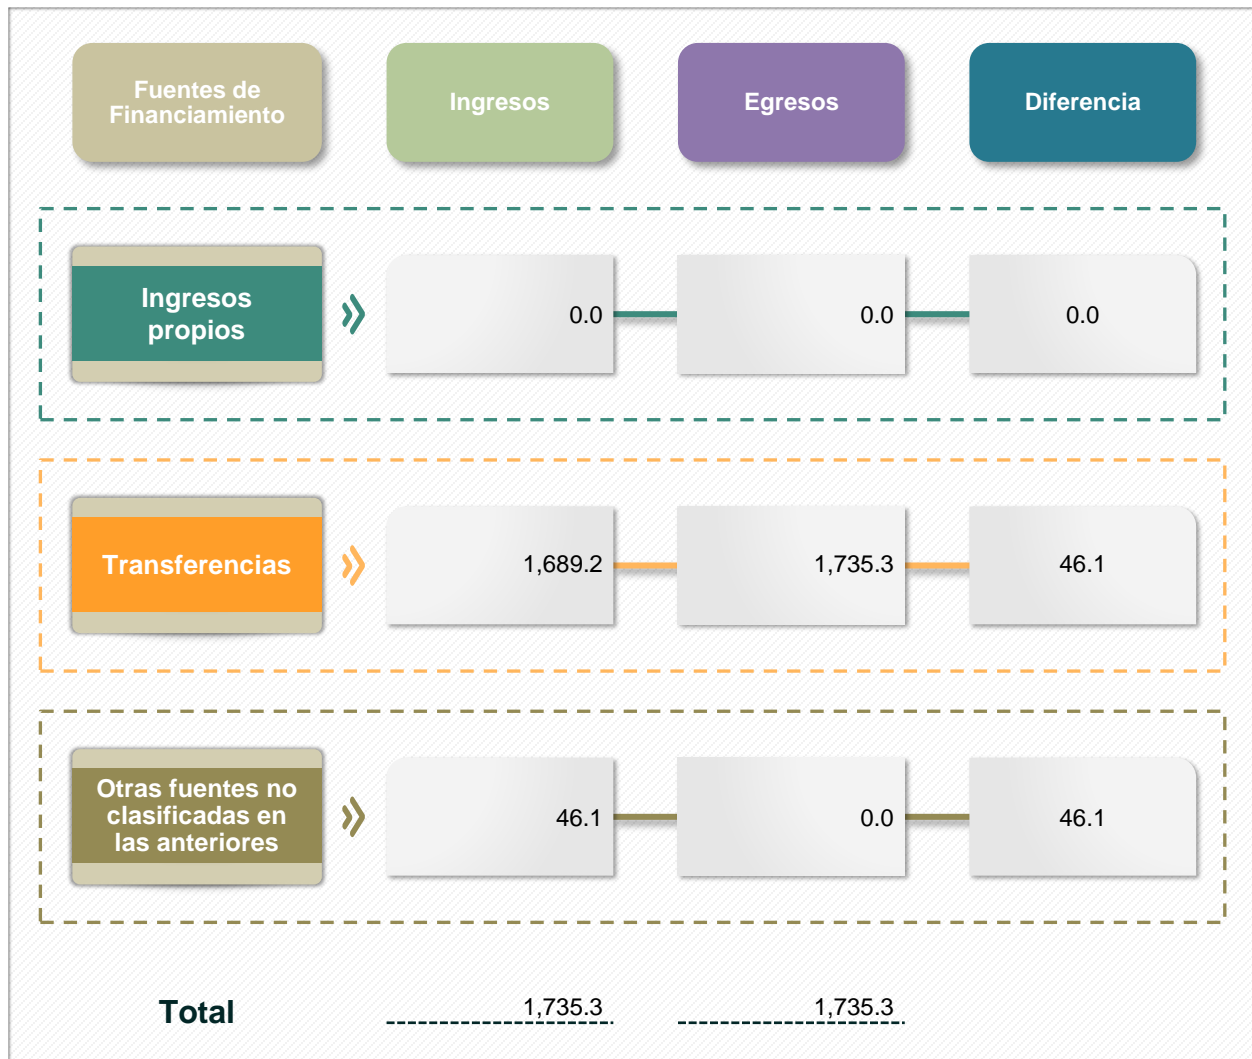 Fuentes de
Financiamiento
Ingresos
Egresos
Diferencia
Ingresos
propios
0.0
0.0
0.0
Transferencias
1,689.2
1,735.3
46.1
Otras fuentes no
clasificadas en
las anteriores
46.1
0.0
46.1
Total
1,735.3
1,735.3